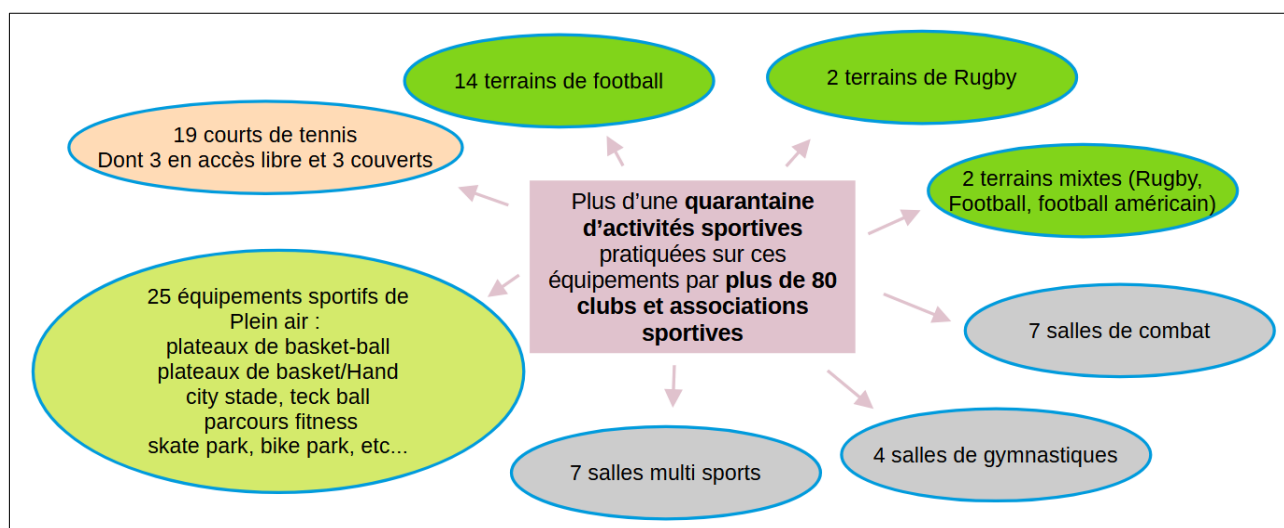 14 terrains de football
2 terrains de Rugby
19 courts de tennis
Dont 3 en accès libre et 3 couverts
2 terrains mixtes (Rugby,
Football, football américain)
Plus d’une quarantaine
d’activités sportives
pratiquées sur ces
équipements par plus de 80
clubs et associations
sportives
25 équipements sportifs de
Plein air :
plateaux de basket-ball
plateaux de basket/Hand
city stade, teck ball
parcours fitness
skate park, bike park, etc...
7 salles de combat
4 salles de gymnastiques
7 salles multi sports